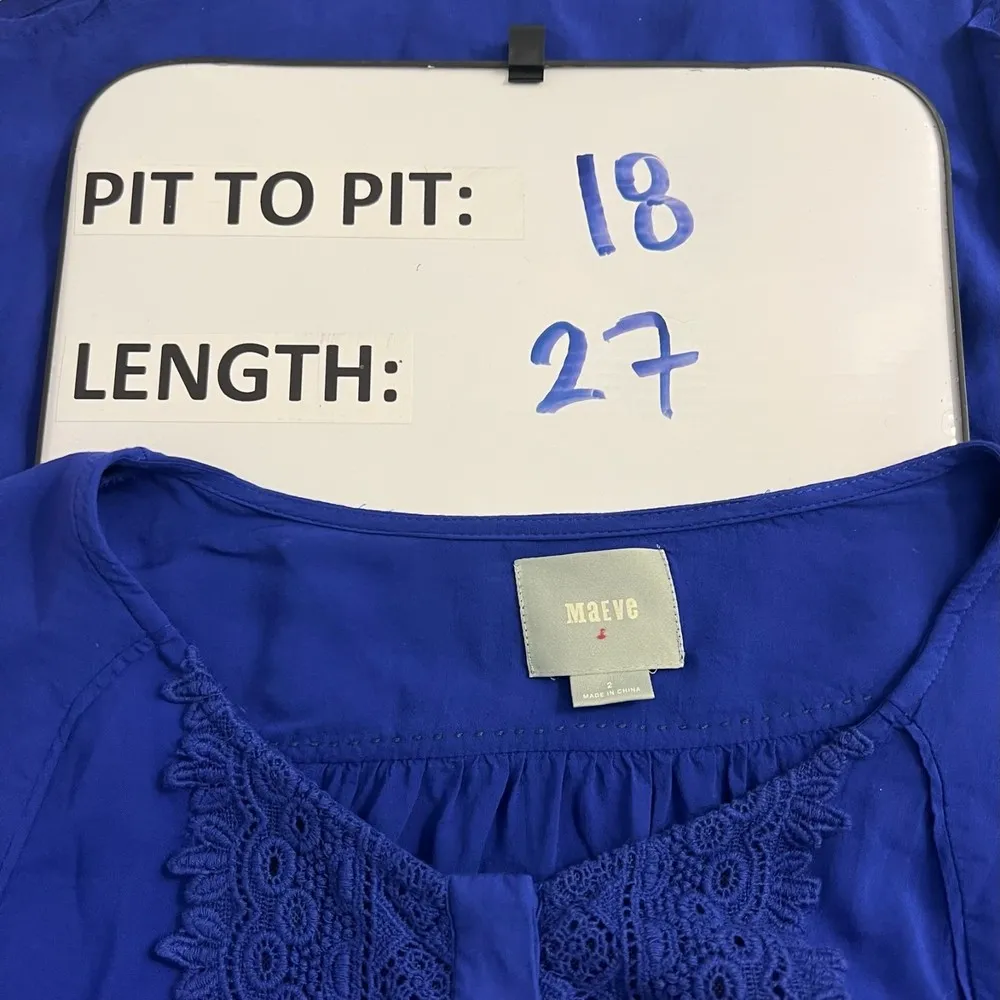 PIT TO PIT: 18
LENGTH: 27
MaEVe
2
MADE IN CHINA